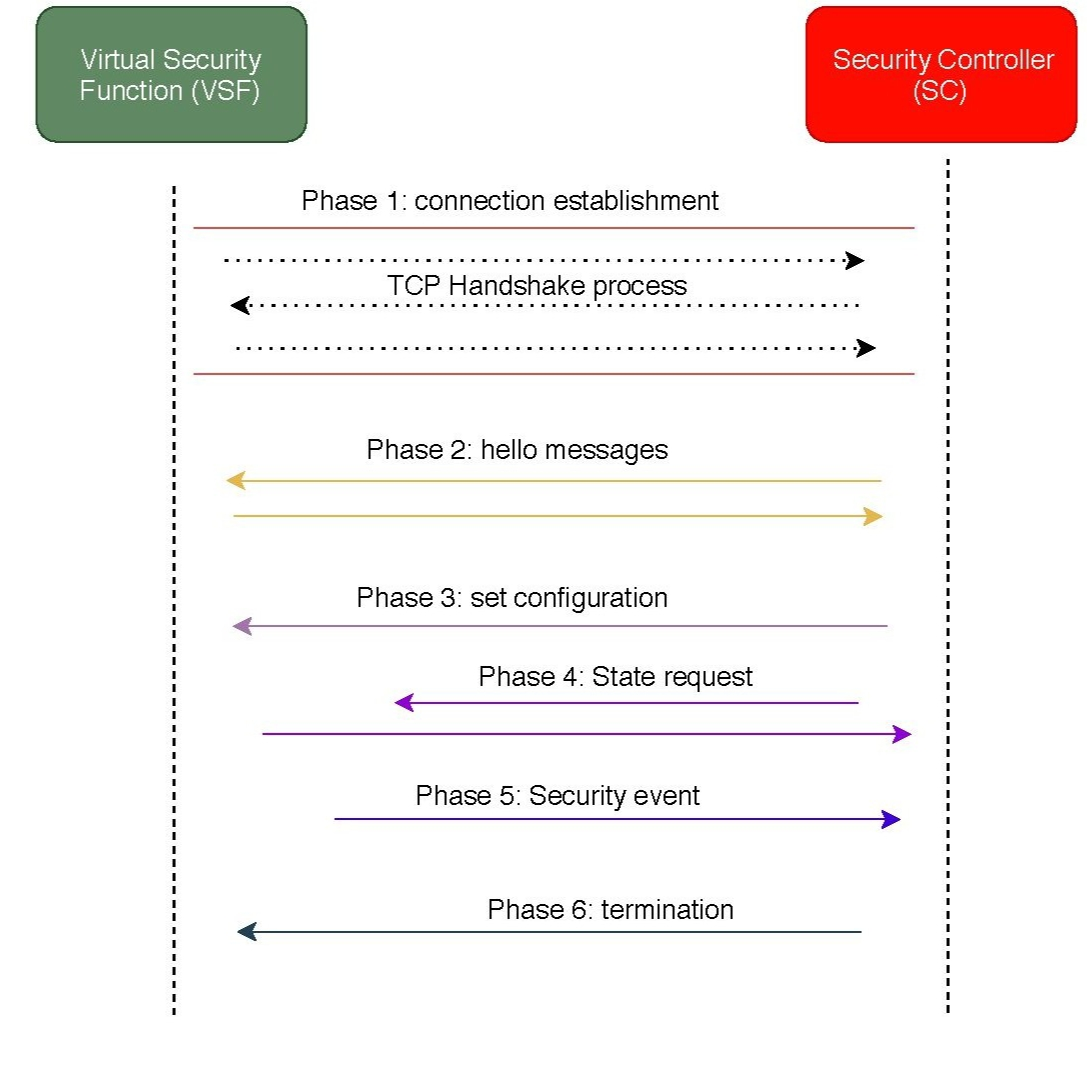 Virtual Security
Function (VSF)
Security Controller
(SC)
Phase 1: connection establishment
TCP Handshake process
Phase 2: hello messages
Phase 3: set configuration
Phase 4: State request
Phase 5: Security event
Phase 6: termination